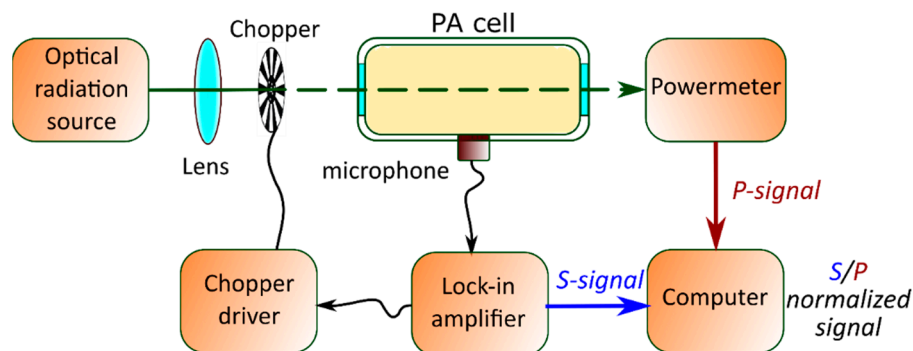 Optical
radiation
source
Lens
Chopper
PA cell
microphone
Powermeter
P-signal
Chopper
driver
Lock-in
amplifier
S-signal
Computer
S/P
normalized
signal